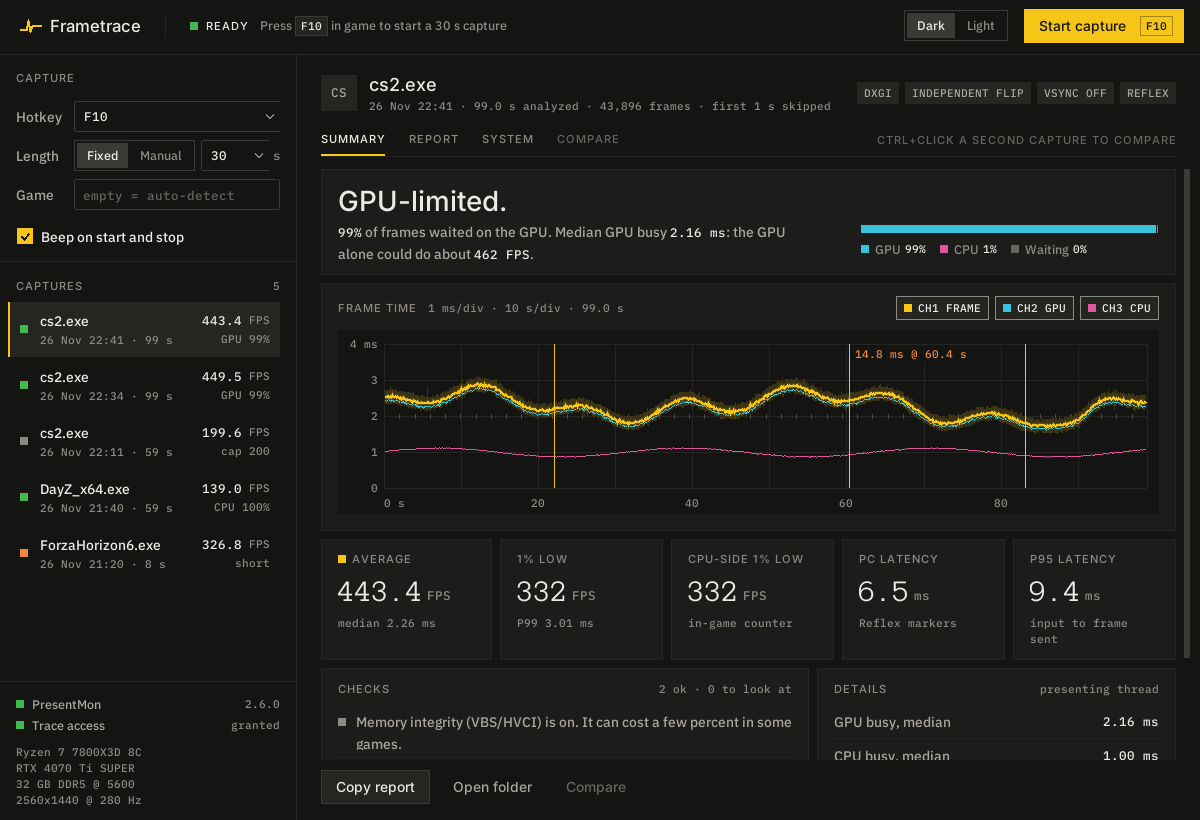 Frametrace
READY Press F10 in game to start a 30 s capture
Dark Light
Start capture F10
CAPTURE
Hotkey F10
Length Fixed Manual 30 s
Game empty = auto-detect
Beep on start and stop
CAPTURES 5
cs2.exe 443.4 FPS
26 Nov 22:41 · 99 s GPU 99%
cs2.exe 449.5 FPS
26 Nov 22:34 · 99 s GPU 99%
cs2.exe 199.6 FPS
26 Nov 22:11 · 59 s cap 200
DayZ_x64.exe 139.0 FPS
26 Nov 21:40 · 59 s CPU 100%
ForzaHorizon6.exe 326.8 FPS
26 Nov 21:20 · 8 s short
PresentMon 2.6.0
Trace access granted
Ryzen 7 7800X3D 8C
RTX 4070 Ti SUPER
32 GB DDR5 @ 5600
2560x1440 @ 280 Hz
CS
cs2.exe
26 Nov 22:41 · 99.0 s analyzed · 43,896 frames · first 1 s skipped
DXGI INDEPENDENT FLIP VSYNC OFF REFLEX
SUMMARY REPORT SYSTEM COMPARE
CTRL+CLICK A SECOND CAPTURE TO COMPARE
GPU-limited.
99% of frames waited on the GPU. Median GPU busy 2.16 ms: the GPU
alone could do about 462 FPS.
GPU 99% CPU 1% Waiting 0%
FRAME TIME 1 ms/div · 10 s/div · 99.0 s
CH1 FRAME CH2 GPU CH3 CPU
4 ms
14.8 ms @ 60.4 s
3
2
1
0
0 s 20 40 60 80
AVERAGE
443.4 FPS
median 2.26 ms
1% LOW
332 FPS
P99 3.01 ms
CPU-SIDE 1% LOW
332 FPS
in-game counter
PC LATENCY
6.5 ms
Reflex markers
P95 LATENCY
9.4 ms
input to frame
sent
CHECKS 2 ok · 0 to look at
Memory integrity (VBS/HVCI) is on. It can cost a few percent in some
games.
DETAILS presenting thread
GPU busy, median 2.16 ms
CPU busy, median 1.00 ms
Copy report Open folder Compare